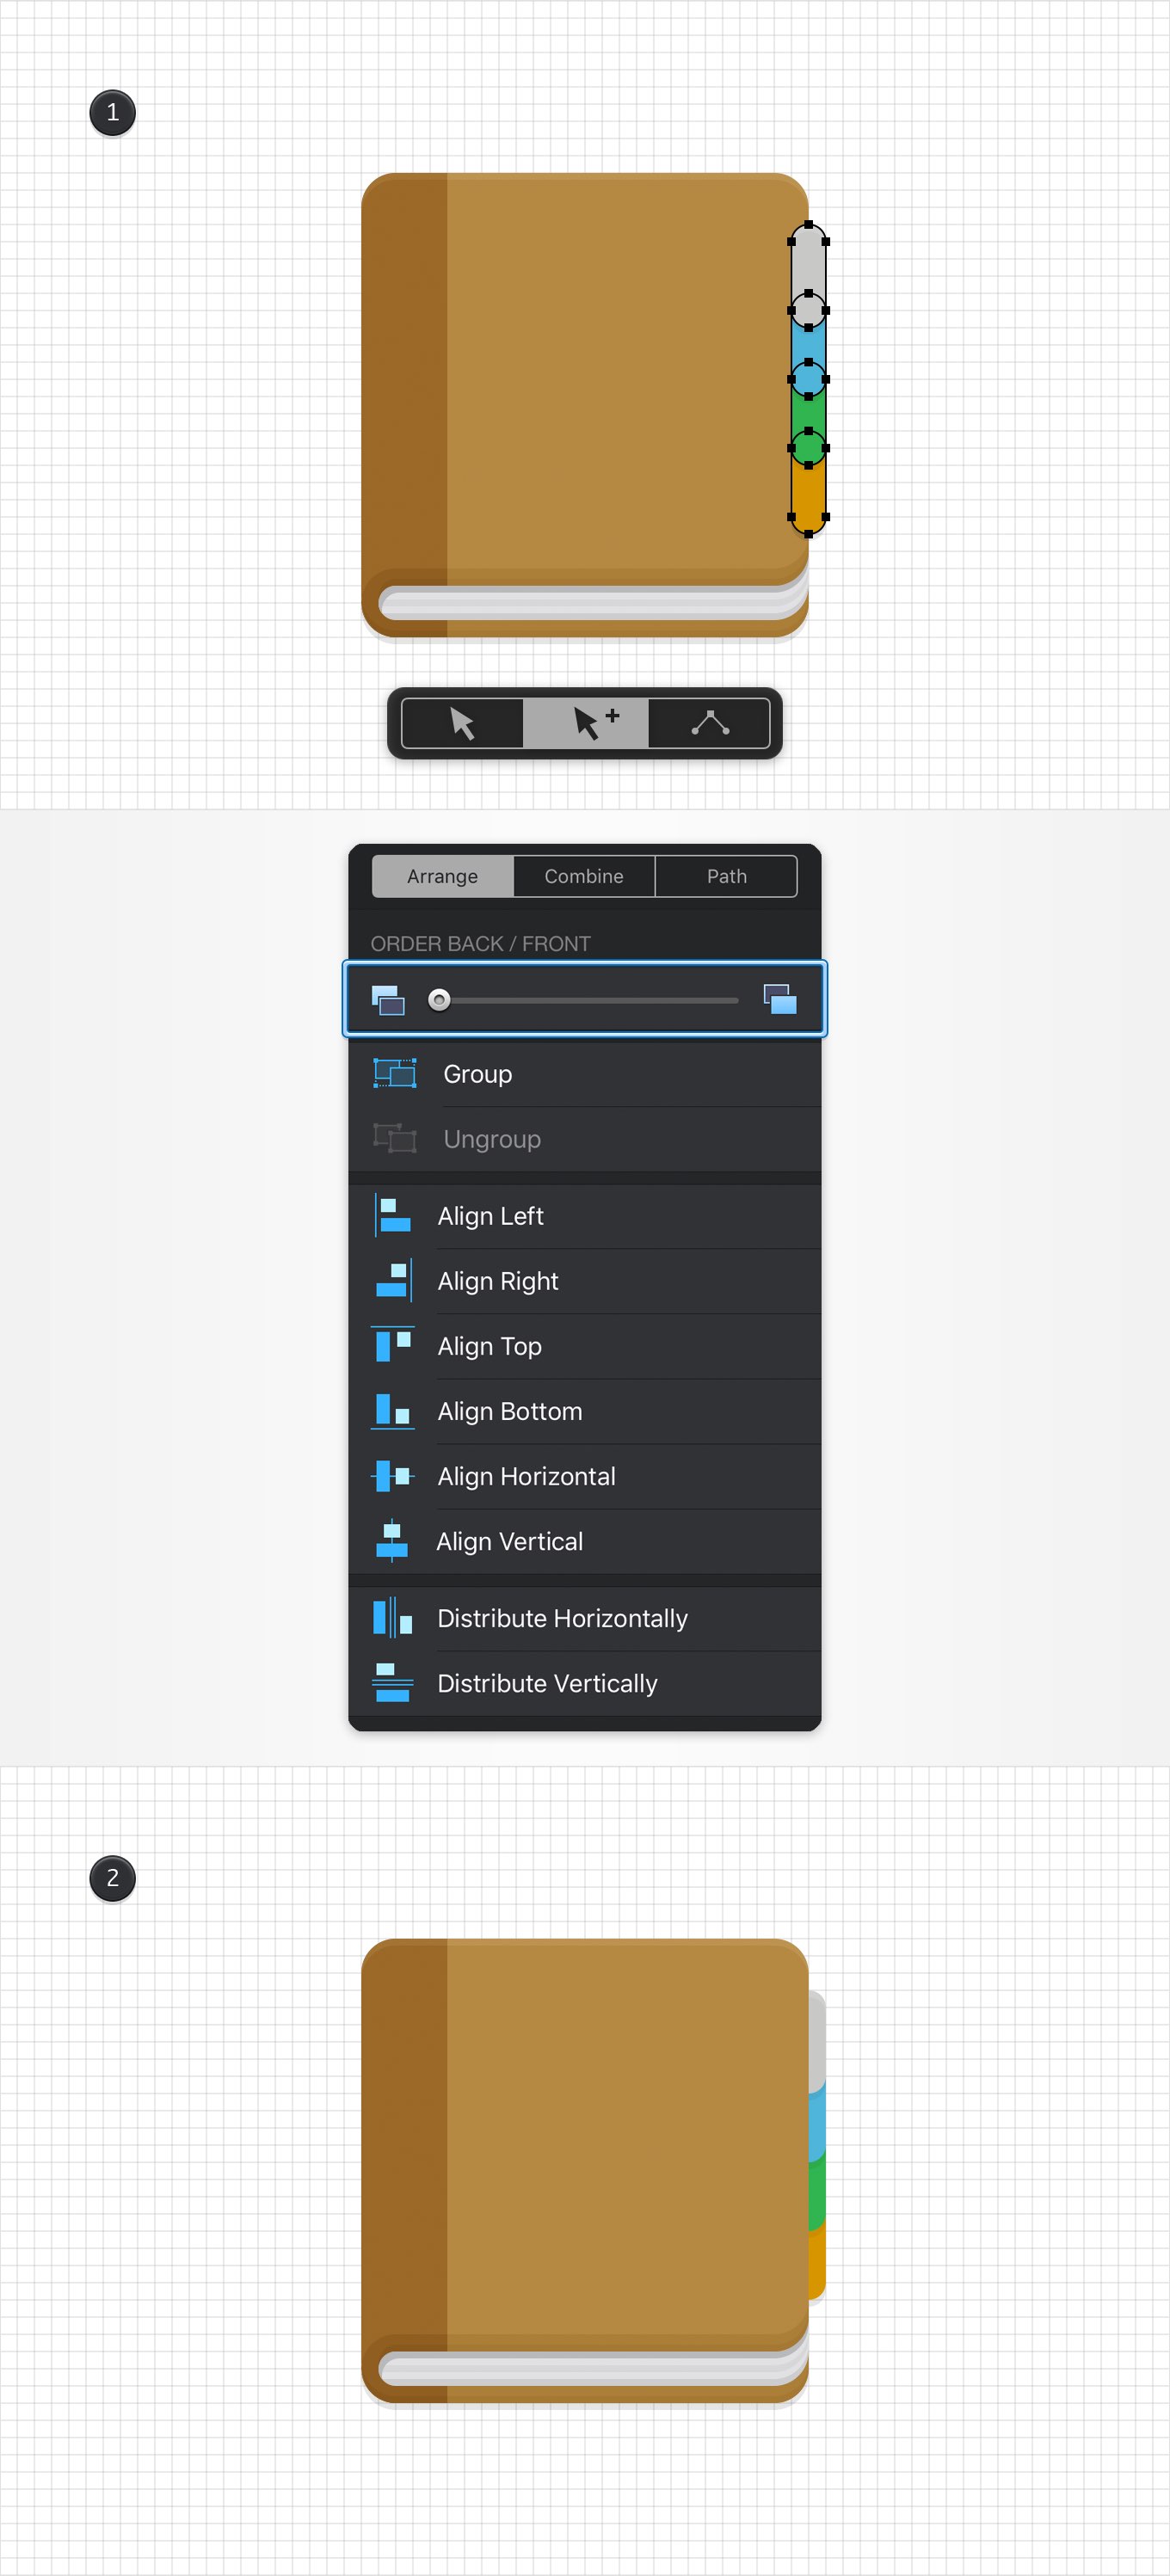 1
Arrange Combine Path
ORDER BACK / FRONT
Group
Ungroup
Align Left
Align Right
Align Top
Align Bottom
Align Horizontal
Align Vertical
Distribute Horizontally
Distribute Vertically
2